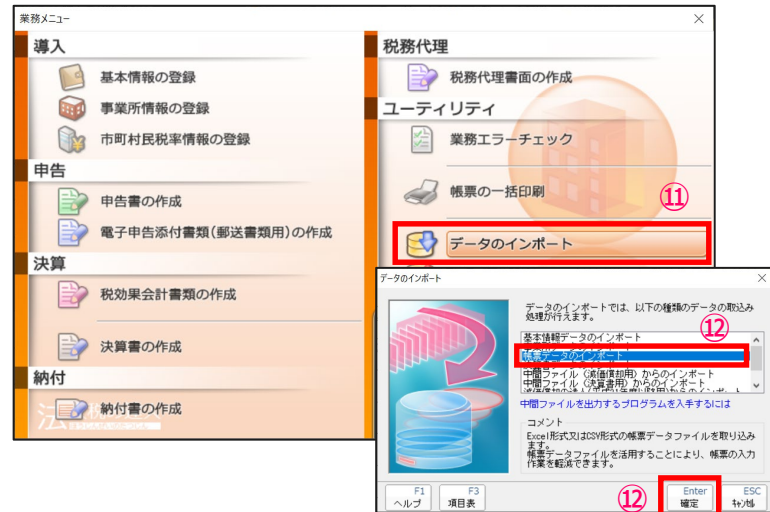 業務メニュー
導入
基本情報の登録
事業所情報の登録
市町村民税率情報の登録
申告
申告書の作成
電子申告添付書類(郵送書類用)の作成
決算
税効果会計書類の作成
決算書の作成
納付
納付書の作成
税務代理
税務代理書面の作成
ユーティリティ
業務エラーチェック
帳票の一括印刷
⑪
データのインポート
データのインポート
データのインポートでは、以下の種類のデータの取込み
処理が行えます。
⑫
基本情報データのインポート
帳票データのインポート
中間ファイル（減価償却用）からのインポート
中間ファイル（決算書用）からのインポート
中間ファイルを出力するプログラムを入手するには
コメント
Excel形式又はCSV形式の帳票データファイルを取り込み
ます。
帳票データファイルを活用することにより、帳票の入力
作業を軽減できます。
F1
ヘルプ
F3
項目表
⑫
Enter
確定
ESC
ｷｬﾝｾﾙ